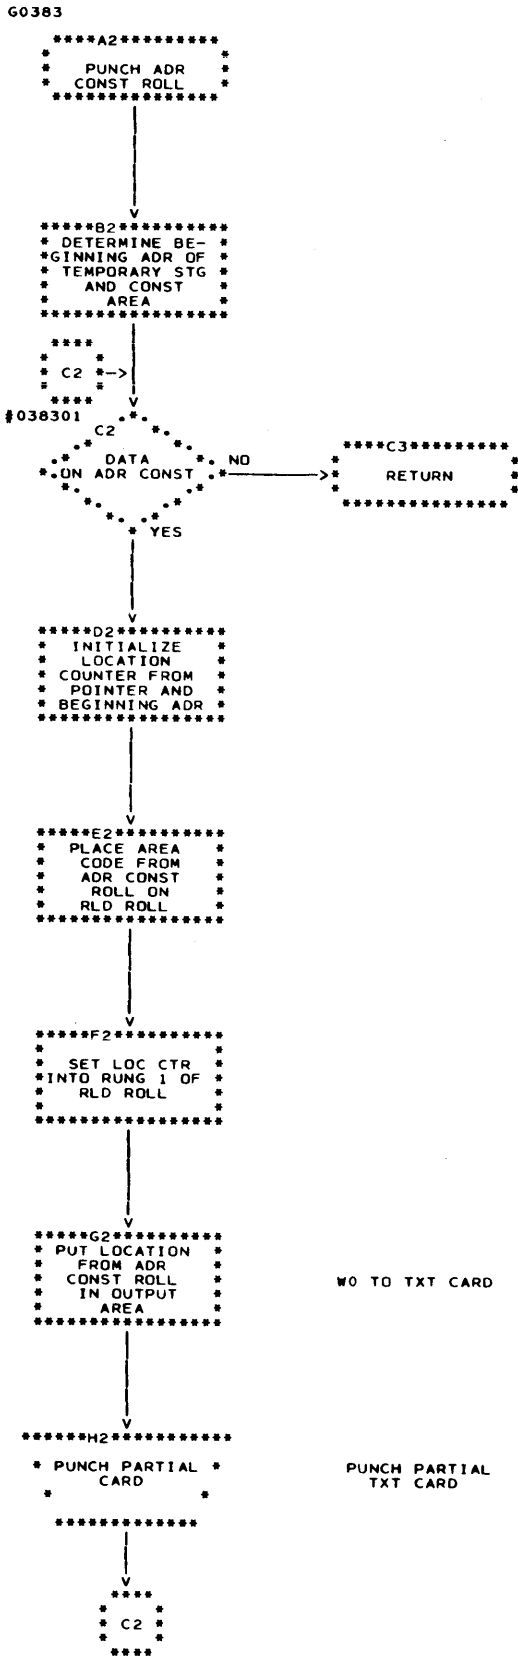 G0383
A2
PUNCH ADR
CONST ROLL
B2
DETERMINE BE-
GINNING ADR OF
TEMPORARY STG
AND CONST
AREA
C2
#038301
C2
DATA
ON ADR CONST
NO
C3
RETURN
YES
D2
INITIALIZE
LOCATION
COUNTER FROM
POINTER AND
BEGINNING ADR
E2
PLACE AREA
CODE FROM
ADR CONST
ROLL ON
RLD ROLL
F2
SET LOC CTR
INTO RUNG 1 OF
RLD ROLL
G2
PUT LOCATION
FROM ADR
CONST ROLL
IN OUTPUT
AREA
W0 TO TXT CARD
H2
PUNCH PARTIAL
CARD
PUNCH PARTIAL
TXT CARD
C2